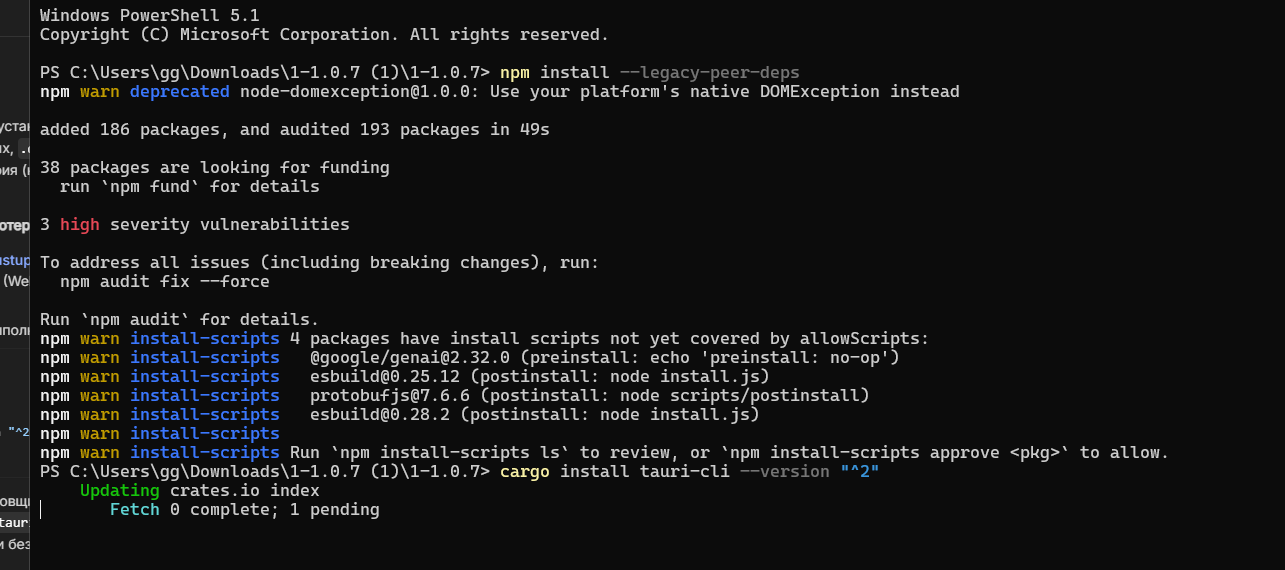 Windows PowerShell 5.1
Copyright (C) Microsoft Corporation. All rights reserved.
PS C:\Users\gg\Downloads\1-1.0.7 (1)\1-1.0.7> npm install --legacy-peer-deps
npm warn deprecated node-domexception@1.0.0: Use your platform's native DOMException instead
added 186 packages, and audited 193 packages in 49s
38 packages are looking for funding
run `npm fund` for details
3 high severity vulnerabilities
To address all issues (including breaking changes), run:
npm audit fix --force
Run `npm audit` for details.
npm warn install-scripts 4 packages have install scripts not yet covered by allowScripts:
npm warn install-scripts @google/genai@2.32.0 (preinstall: echo 'preinstall: no-op')
npm warn install-scripts esbuild@0.25.12 (postinstall: node install.js)
npm warn install-scripts protobufjs@7.6.6 (postinstall: node scripts/postinstall)
npm warn install-scripts esbuild@0.28.2 (postinstall: node install.js)
npm warn install-scripts
npm warn install-scripts Run `npm install-scripts ls` to review, or `npm install-scripts approve <pkg>` to allow.
PS C:\Users\gg\Downloads\1-1.0.7 (1)\1-1.0.7> cargo install tauri-cli --version "^2"
Updating crates.io index
Fetch 0 complete; 1 pending